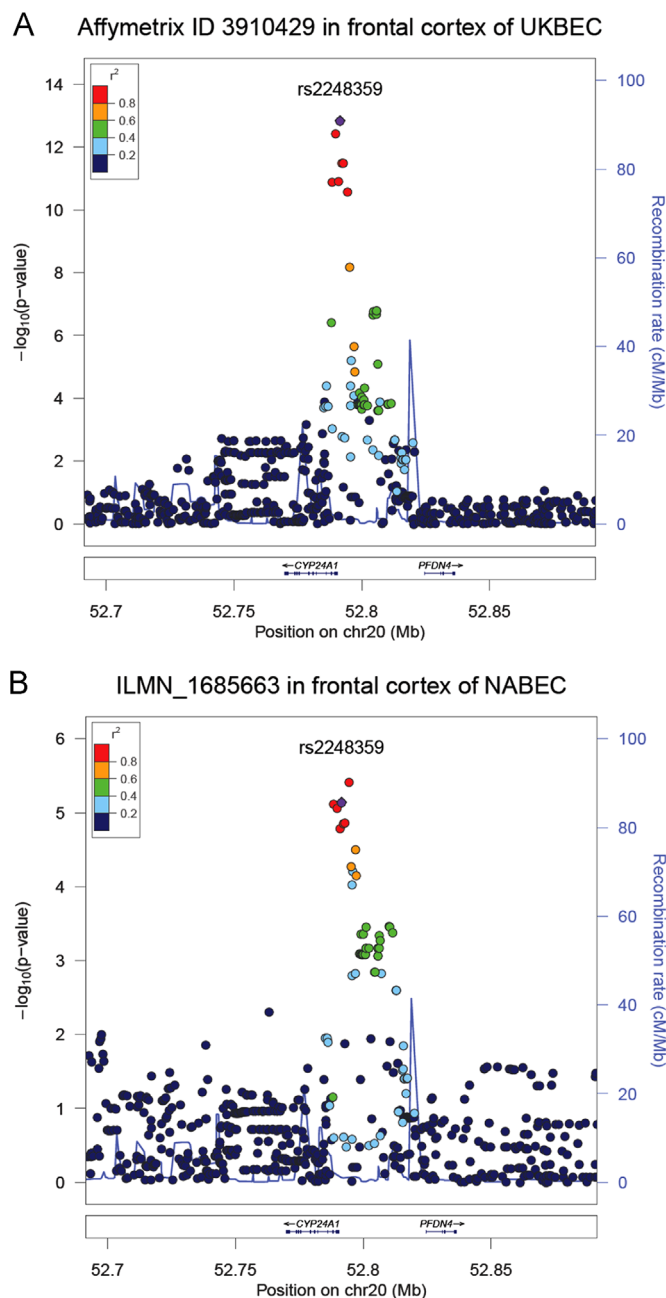 A
Affymetrix ID 3910429 in frontal cortex of UKBEC
r²
0.8
0.6
0.4
0.2
rs2248359
14
12
10
8
6
4
2
0
−log₁₀(p−value)
100
80
60
40
20
0
Recombination rate (cM/Mb)
←CYP24A1
PFDN4→
52.7 52.75 52.8 52.85
Position on chr20 (Mb)
B
ILMN_1685663 in frontal cortex of NABEC
r²
0.8
0.6
0.4
0.2
rs2248359
6
5
4
3
2
1
0
−log₁₀(p−value)
100
80
60
40
20
0
Recombination rate (cM/Mb)
←CYP24A1
PFDN4→
52.7 52.75 52.8 52.85
Position on chr20 (Mb)